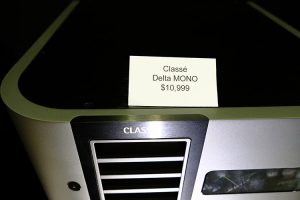 Classé
Delta MONO
$10,999
CLASSÉ